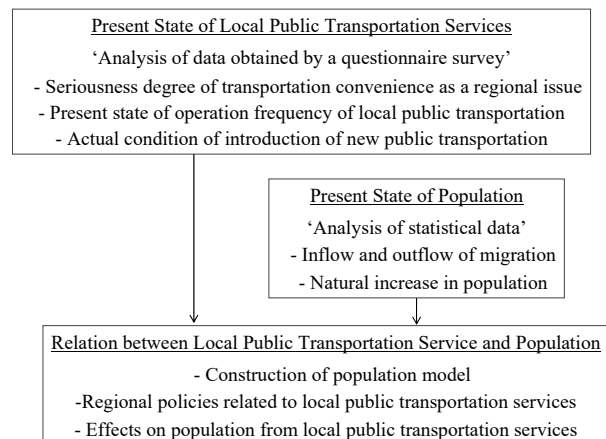 Present State of Local Public Transportation Services
‘Analysis of data obtained by a questionnaire survey’
- Seriousness degree of transportation convenience as a regional issue
- Present state of operation frequency of local public transportation
- Actual condition of introduction of new public transportation
Present State of Population
‘Analysis of statistical data’
- Inflow and outflow of migration
- Natural increase in population
Relation between Local Public Transportation Service and Population
- Construction of population model
-Regional policies related to local public transportation services
- Effects on population from local public transportation services